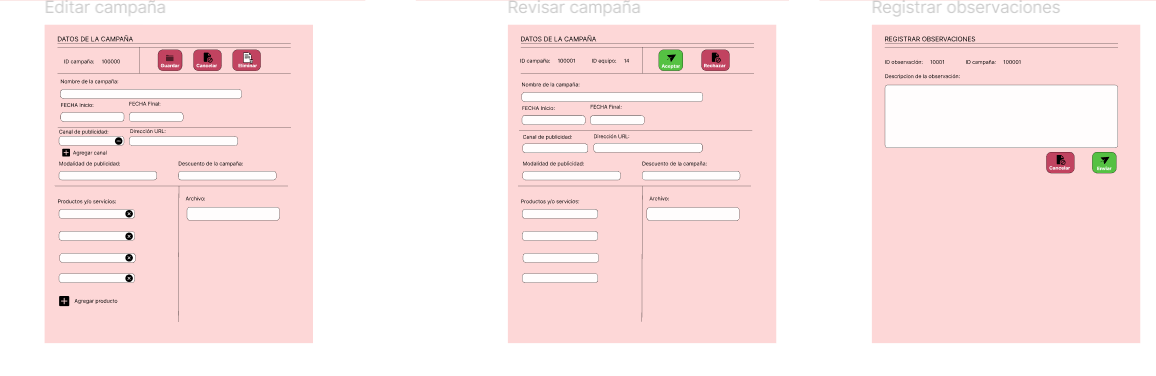 Editar campaña
DATOS DE LA CAMPAÑA
ID campaña: 100000
Guardar
Cancelar
Eliminar
Nombre de la campaña:
FECHA Inicio:
FECHA Final:
Canal de publicidad:
Dirección URL:
Agregar canal
Modalidad de publicidad:
Descuento de la campaña:
Productos y/o servicios:
Archivo:
Agregar producto
Revisar campaña
DATOS DE LA CAMPAÑA
ID campaña: 100001
ID equipo: 14
Aceptar
Rechazar
Nombre de la campaña:
FECHA Inicio:
FECHA Final:
Canal de publicidad:
Dirección URL:
Modalidad de publicidad:
Descuento de la campaña:
Productos y/o servicios:
Archivo:
Registrar observaciones
REGISTRAR OBSERVACIONES
ID observación: 10001
ID campaña: 100001
Descripcion de la observación:
Cancelar
Enviar